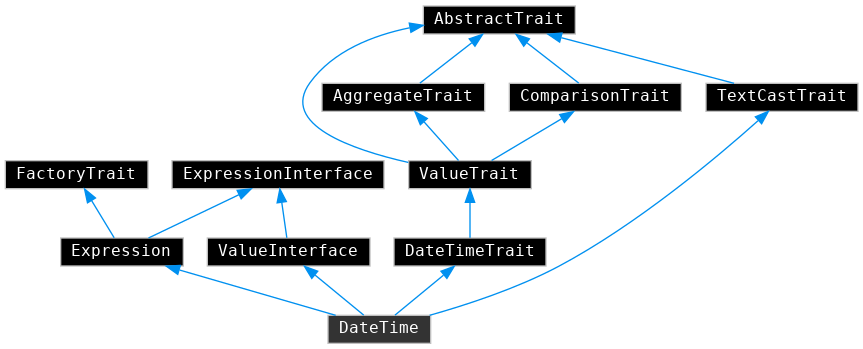 AbstractTrait
AggregateTrait
ComparisonTrait
TextCastTrait
FactoryTrait
ExpressionInterface
ValueTrait
Expression
ValueInterface
DateTimeTrait
DateTime